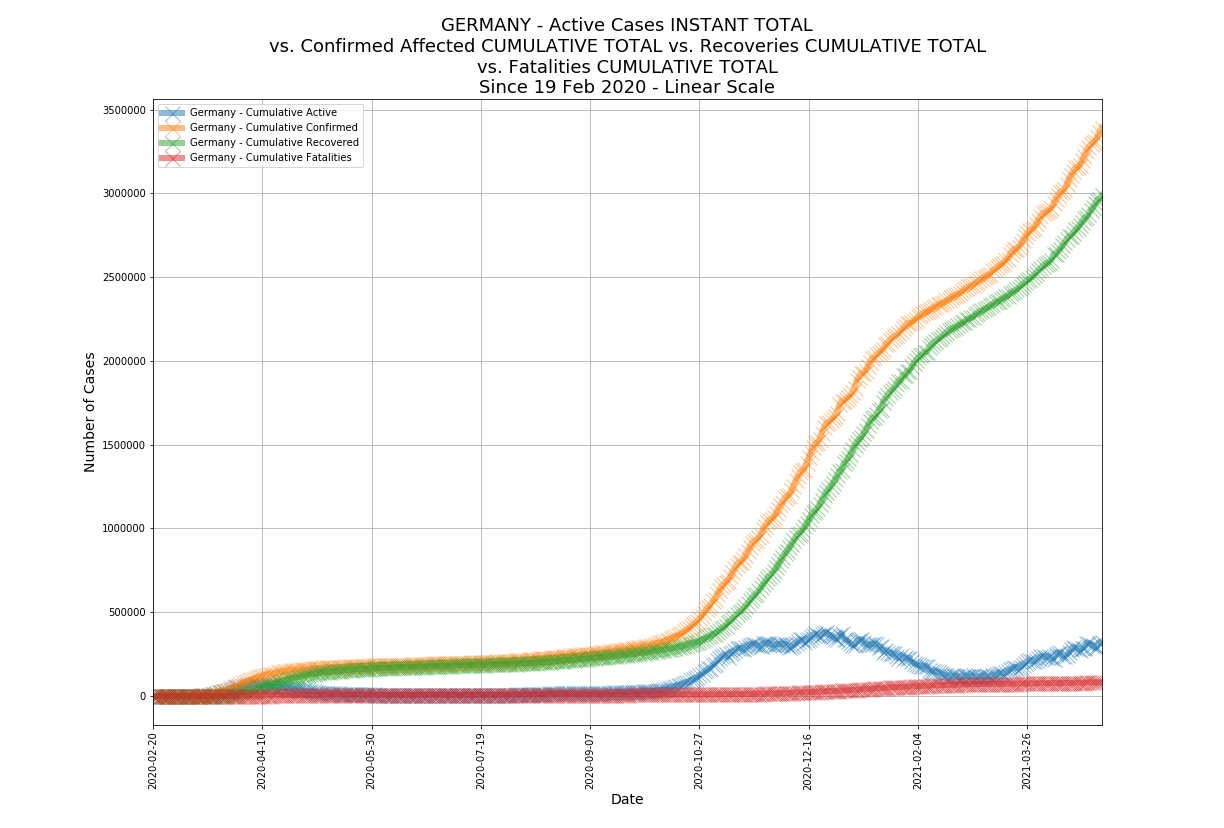 GERMANY - Active Cases INSTANT TOTAL
vs. Confirmed Affected CUMULATIVE TOTAL vs. Recoveries CUMULATIVE TOTAL
vs. Fatalities CUMULATIVE TOTAL
Since 19 Feb 2020 - Linear Scale
Germany - Cumulative Active
Germany - Cumulative Confirmed
Germany - Cumulative Recovered
Germany - Cumulative Fatalities
Number of Cases
3500000
3000000
2500000
2000000
1500000
1000000
500000
0
2020-02-20
2020-04-10
2020-05-30
2020-07-19
2020-09-07
2020-10-27
2020-12-16
2021-02-04
2021-03-26
Date